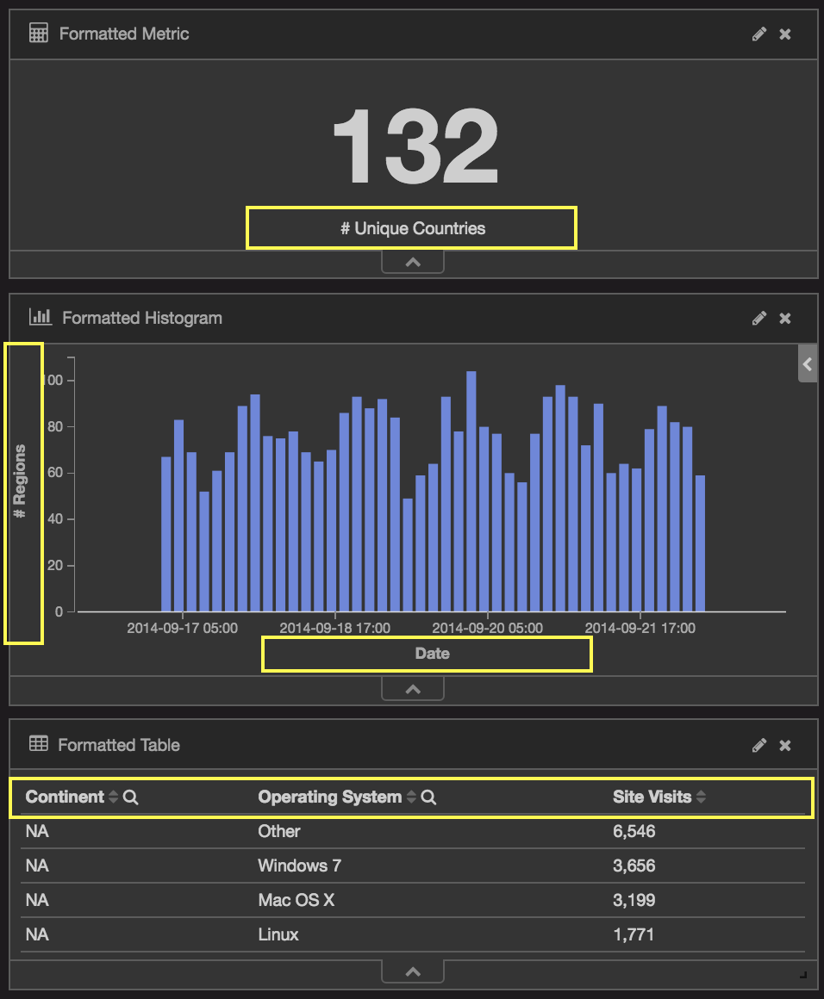 Formatted Metric
132
# Unique Countries
Formatted Histogram
# Regions
100
80
60
40
20
0
2014-09-17 05:00 2014-09-18 17:00 2014-09-20 05:00 2014-09-21 17:00
Date
Formatted Table
Continent Operating System Site Visits
NA Other 6,546
NA Windows 7 3,656
NA Mac OS X 3,199
NA Linux 1,771